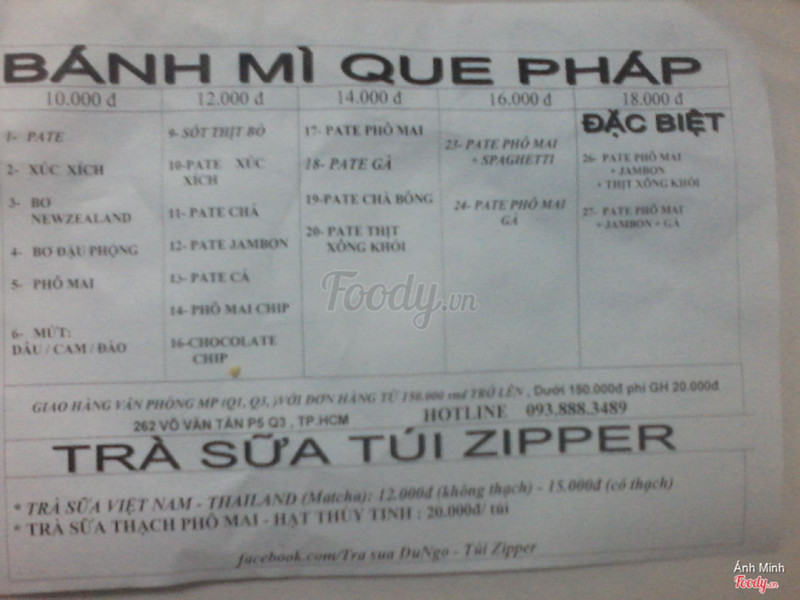 BÁNH MÌ QUE PHÁP
10.000 đ
1- PATE
2- XÚC XÍCH
3- BƠ
NEWZEALAND
4- BƠ ĐẬU PHỌNG
5- PHÔ MAI
6- MỨT:
DÂU / CAM / ĐÀO
12.000 đ
9- SỐT THỊT BÒ
10-PATE XÚC
XÍCH
11- PATE CHẢ
12- PATE JAMBON
13- PATE CÁ
14- PHÔ MAI CHIP
16-CHOCOLATE
CHIP
14.000 đ
17- PATE PHÔ MAI
18- PATE GÀ
19-PATE CHÀ BÔNG
20- PATE THỊT
XÔNG KHÓI
16.000 đ
23- PATE PHÔ MAI
+ SPAGHETTI
24- PATE PHÔ MAI
GÀ
18.000 đ
ĐẶC BIỆT
26- PATE PHÔ MAI
+ JAMBON
+ THỊT XÔNG KHÓI
27- PATE PHÔ MAI
+ JAMBON + GÀ
GIAO HÀNG VĂN PHÒNG MP (Q1, Q3, )VỚI ĐƠN HÀNG TỪ 150.000 vnđ TRỞ LÊN , Dưới 150.000đ phí GH 20.000đ
262 VÕ VĂN TẦN P5 Q3 , TP.HCM HOTLINE 093.888.3489
TRÀ SỮA TÚI ZIPPER
* TRÀ SỮA VIỆT NAM - THAILAND (Matcha): 12.000đ (không thạch) - 15.000đ (có thạch)
* TRÀ SỮA THẠCH PHÔ MAI - HẠT THỦY TINH : 20.000đ/ túi
facebook.com/Tra sua DuNgo - Túi Zipper
Foody.vn
Ánh Minh
Foody.vn